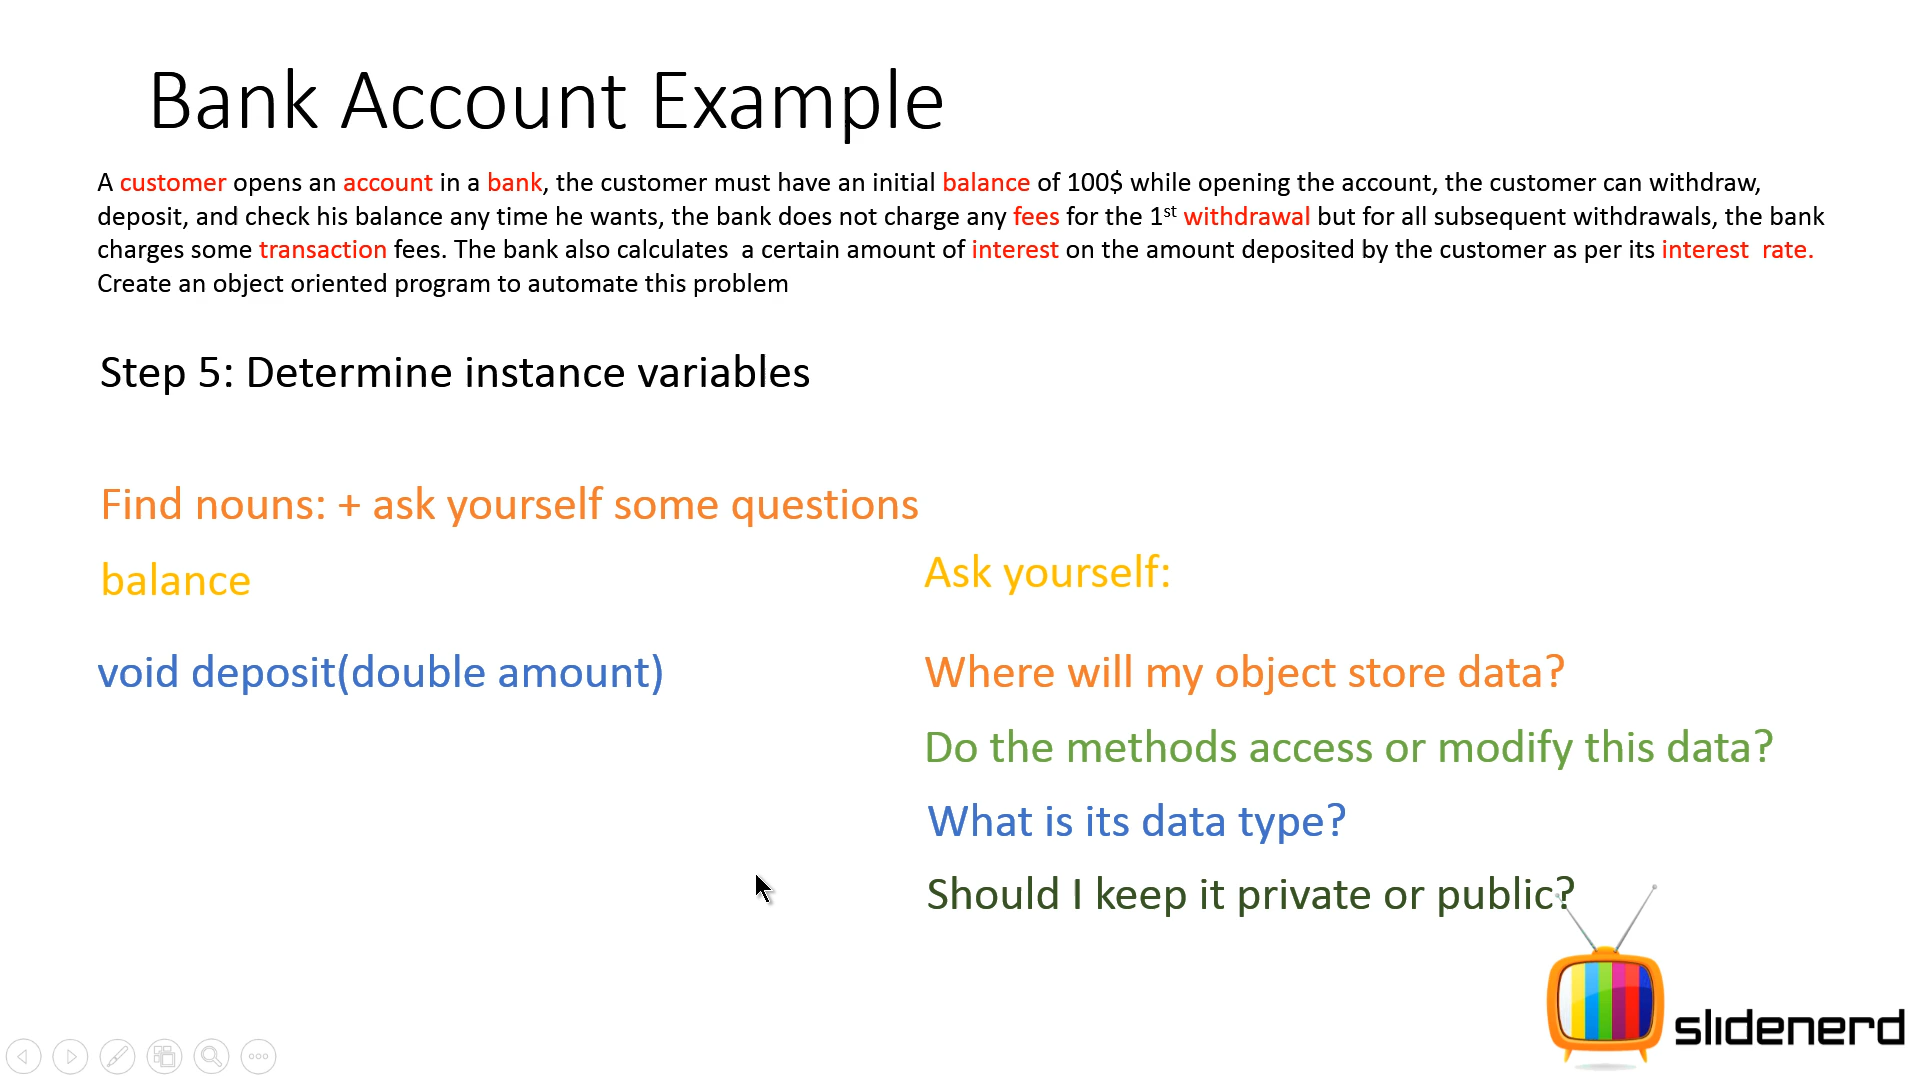 Bank Account Example
A customer opens an account in a bank, the customer must have an initial balance of 100$ while opening the account, the customer can withdraw,
deposit, and check his balance any time he wants, the bank does not charge any fees for the 1st withdrawal but for all subsequent withdrawals, the bank
charges some transaction fees. The bank also calculates a certain amount of interest on the amount deposited by the customer as per its interest rate.
Create an object oriented program to automate this problem
Step 5: Determine instance variables
Find nouns: + ask yourself some questions
balance
void deposit(double amount)
Ask yourself:
Where will my object store data?
Do the methods access or modify this data?
What is its data type?
Should I keep it private or public?
slidenerd